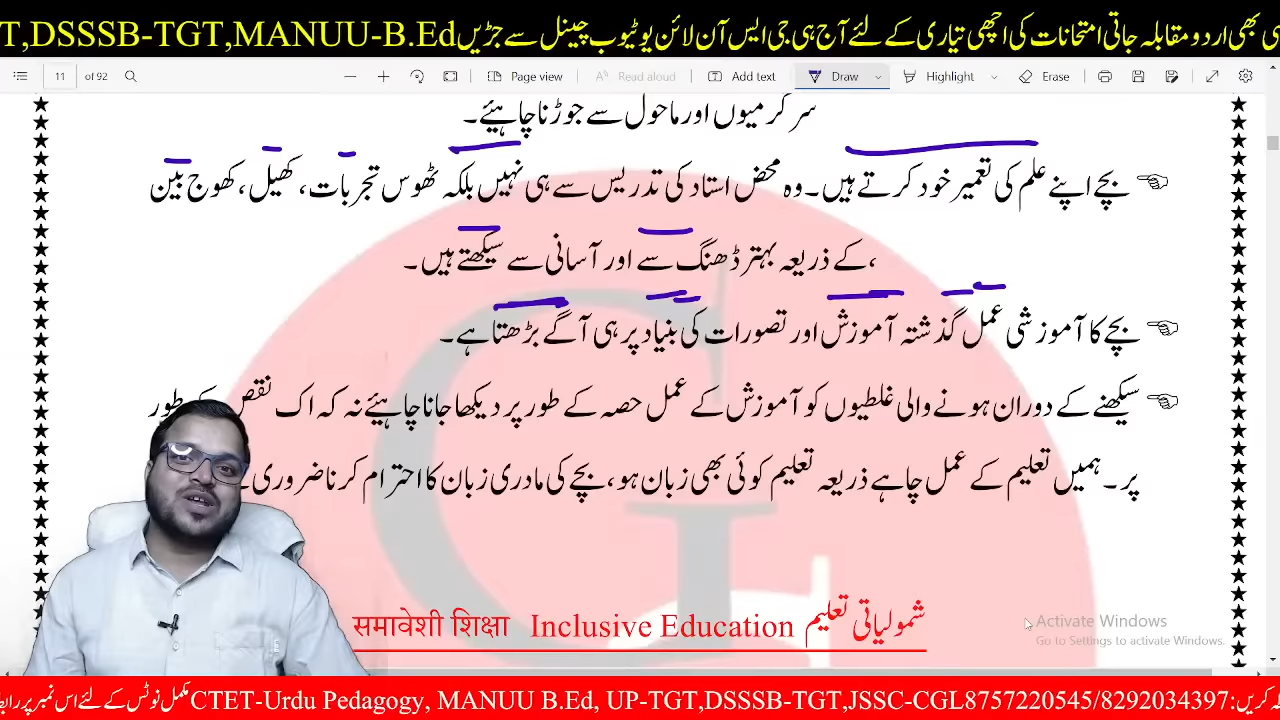 ی بھی اردو مقابلہ جاتی امتحانات کی اچھی تیاری کے لئے آج ہی جی ایس آن لائن یوٹیوب چینل سے جڑیں T,DSSSB-TGT,MANUU-B.Ed
11 of 92 Page view Read aloud Add text Draw Highlight Erase
سرگرمیوں اور ماحول سے جوڑنا چاہیئے۔
بچے اپنے علم کی تعمیر خود کرتے ہیں۔ وہ محض استاد کی تدریس سے ہی نہیں بلکہ ٹھوس تجربات، کھیل، کھوج بین
،کے ذریعہ بہتر ڈھنگ سے اور آسانی سے سیکھتے ہیں۔
بچے کا آموزشی عمل گذشتہ آموزش اور تصورات کی بنیاد پر ہی آگے بڑھتا ہے۔
سیکھنے کے دوران ہونے والی غلطیوں کو آموزش کے عمل حصہ کے طور پر دیکھا جانا چاہیئے نہ کہ اک نقص کے طور
پر۔ ہمیں تعلیم کے عمل چاہے ذریعہ تعلیم کوئی بھی زبان ہو، بچے کی مادری زبان کا احترام کرنا ضروری
समावेशी शिक्षा Inclusive Education شمولیاتی تعلیم
Activate Windows
Go to Settings to activate Windows.
یہ کریں: CTET-Urdu Pedagogy, MANUU B.Ed, UP-TGT,DSSSB-TGT,JSSC-CGL8757220545/8292034397 مکمل نوٹس کے لئے اس نمبر پر رابطہ